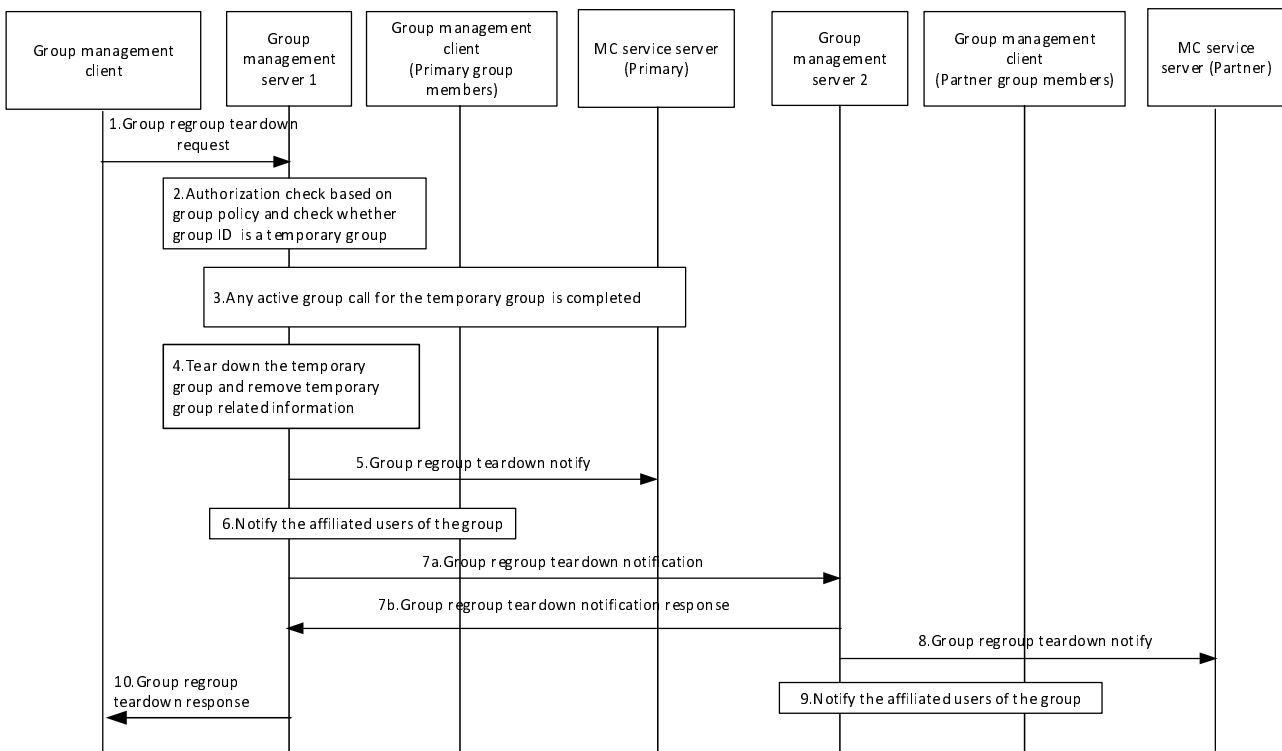 Group management
client
Group
management
server 1
Group management
client
(Primary group
members)
MC service server
(Primary)
Group
management
server 2
Group management
client
(Partner group members)
MC service
server (Partner)
1.Group regroup teardown
request
2.Authorization check based on
group policy and check whether
group ID is a temporary group
3.Any active group call for the temporary group is completed
4.Tear down the temporary
group and remove temporary
group related information
5.Group regroup teardown notify
6.Notify the affiliated users of the group
7a.Group regroup teardown notification
7b.Group regroup teardown notification response
8.Group regroup teardown notify
9.Notify the affiliated users of the group
10.Group regroup
teardown response